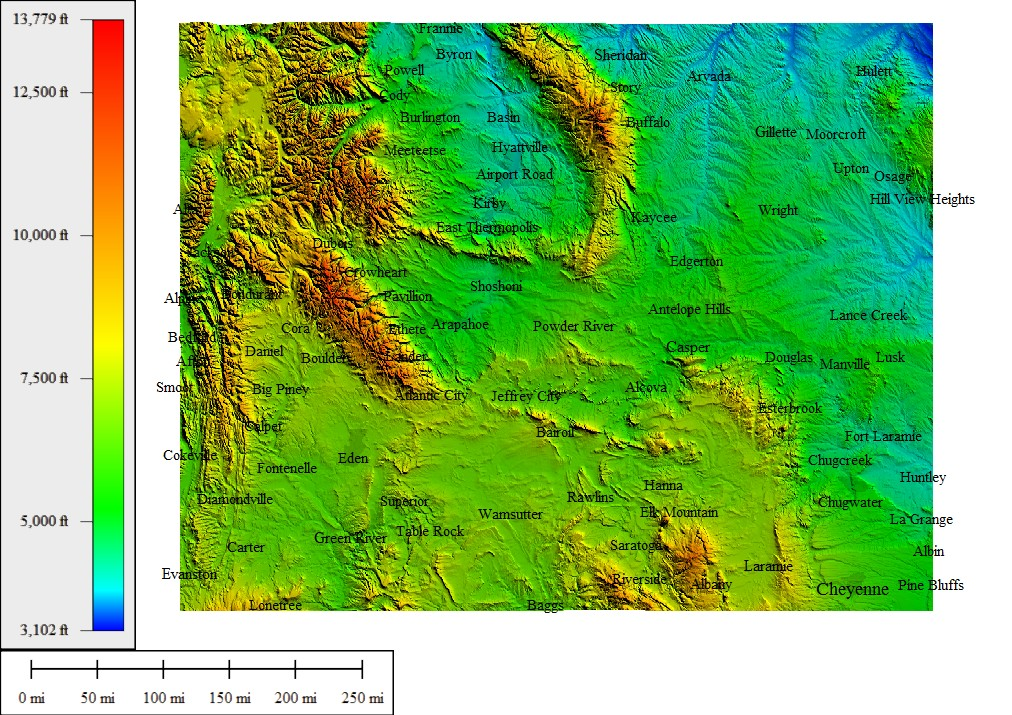 13,779 ft
12,500 ft
10,000 ft
7,500 ft
5,000 ft
3,102 ft
Frannie
Byron
Sheridan
Powell
Arvada
Hulett
Story
Cody
Burlington
Basin
Buffalo
Gillette
Moorcroft
Meeteetse
Hyattville
Upton
Osage
Airport Road
Hill View Heights
Kirby
Wright
Kaycee
East Thermopolis
Dubois
Edgerton
Crowheart
Shoshoni
Bondurant
Pavillion
Antelope Hills
Lance Creek
Cora
Ethete
Arapahoe
Powder River
Casper
Daniel
Boulder
Lander
Douglas
Manville
Lusk
Big Piney
Atlantic City
Jeffrey City
Alcova
Esterbrook
Calpet
Bairoil
Fort Laramie
Cokeville
Fontenelle
Eden
Chugcreek
Huntley
Hanna
Diamondville
Superior
Rawlins
Chugwater
Wamsutter
Elk Mountain
La Grange
Table Rock
Green River
Carter
Saratoga
Albin
Evanston
Riverside
Albany
Laramie
Cheyenne
Pine Bluffs
Lonetree
Baggs
0 mi
50 mi
100 mi
150 mi
200 mi
250 mi